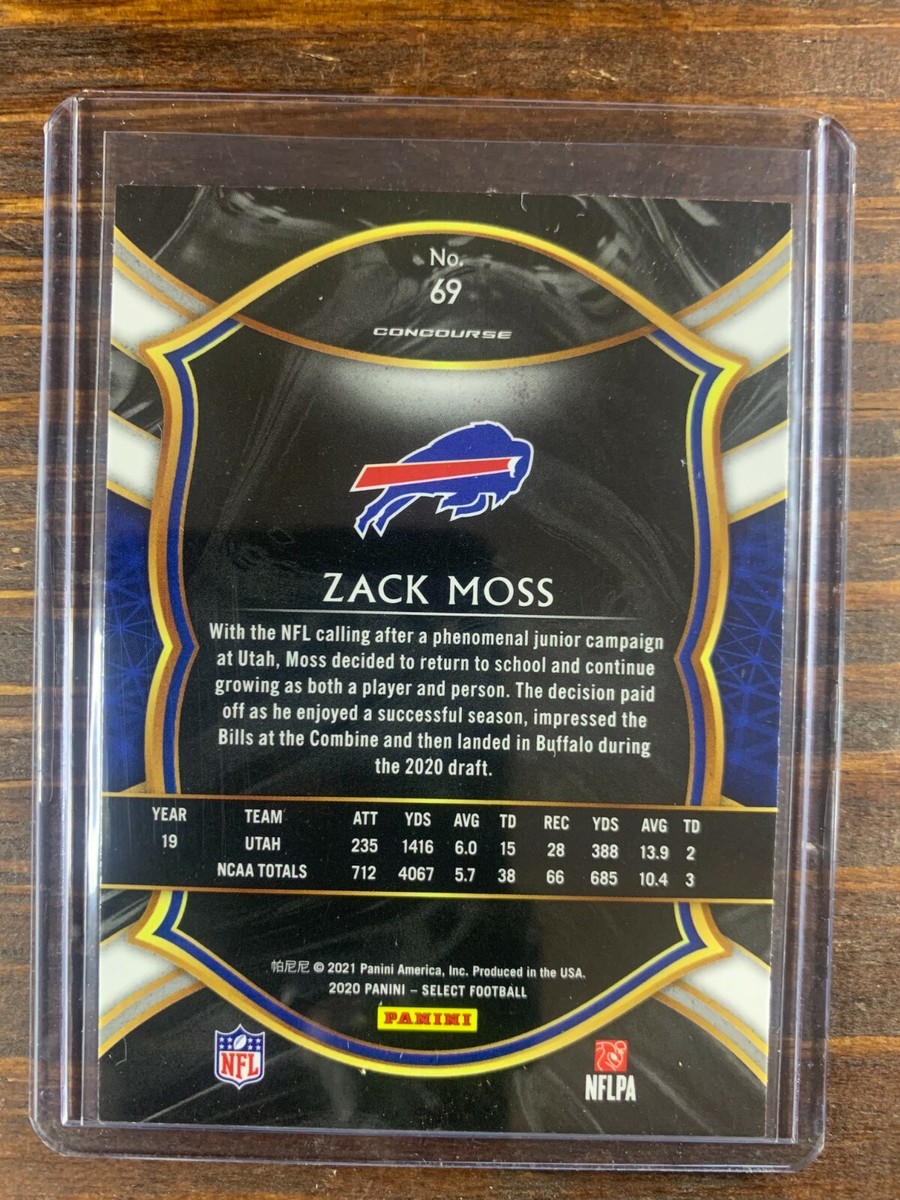 No.
69
CONCOURSE
ZACK MOSS
With the NFL calling after a phenomenal junior campaign
at Utah, Moss decided to return to school and continue
growing as both a player and person. The decision paid
off as he enjoyed a successful season, impressed the
Bills at the Combine and then landed in Buffalo during
the 2020 draft.
YEAR TEAM ATT YDS AVG TD REC YDS AVG TD
19 UTAH 235 1416 6.0 15 28 388 13.9 2
NCAA TOTALS 712 4067 5.7 38 66 685 10.4 3
帕尼尼 © 2021 Panini America, Inc. Produced in the USA.
2020 PANINI – SELECT FOOTBALL
PANINI
NFL
NFLPA